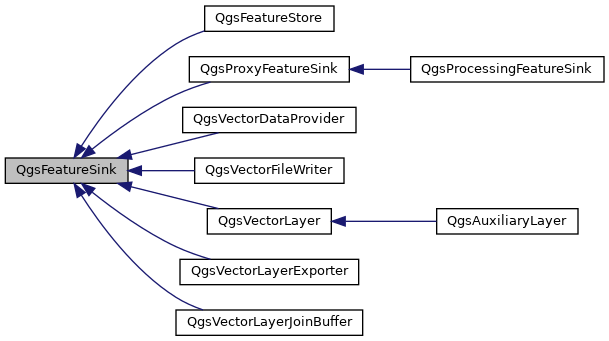 QgsFeatureStore
QgsProxyFeatureSink
QgsProcessingFeatureSink
QgsVectorDataProvider
QgsFeatureSink
QgsVectorFileWriter
QgsVectorLayer
QgsAuxiliaryLayer
QgsVectorLayerExporter
QgsVectorLayerJoinBuffer